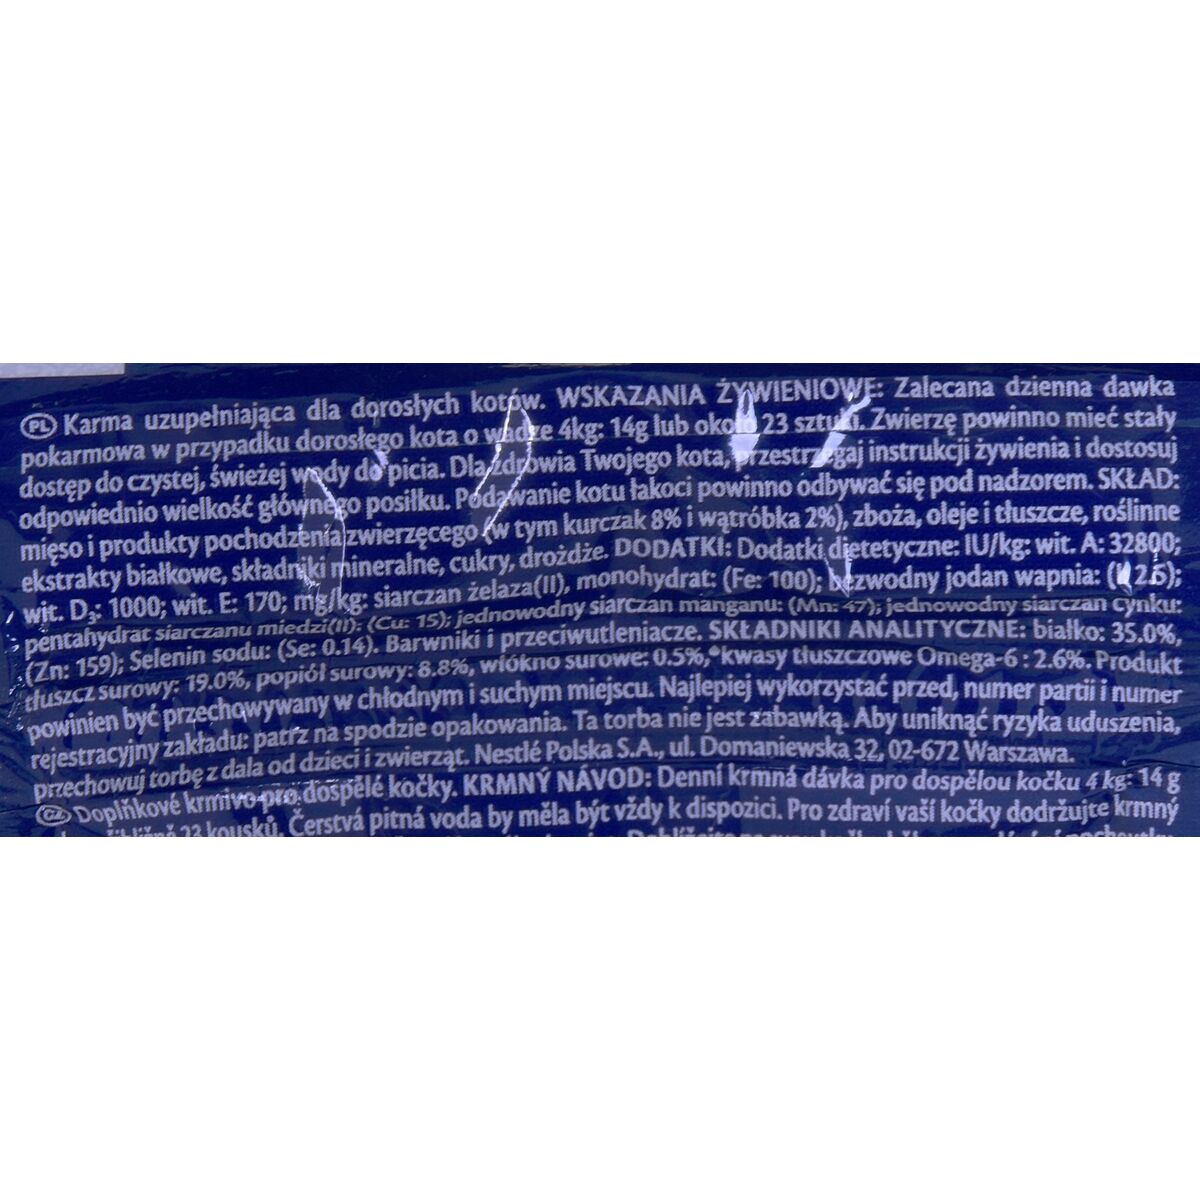 PL Karma uzupełniająca dla dorosłych kotów. WSKAZANIA ŻYWIENIOWE: Zalecana dzienna dawka
pokarmowa w przypadku dorosłego kota o wadze 4kg: 14g lub około 23 sztuki. Zwierzę powinno mieć stały
dostęp do czystej, świeżej wody do picia. Dla zdrowia Twojego kota, przestrzegaj instrukcji żywienia i dostosuj
odpowiednio wielkość głównego posiłku. Podawanie kotu łakoci powinno odbywać się pod nadzorem. SKŁAD:
mięso i produkty pochodzenia zwierzęcego (w tym kurczak 8% i wątróbka 2%), zboża, oleje i tłuszcze, roślinne
ekstrakty białkowe, składniki mineralne, cukry, drożdże. DODATKI: Dodatki dietetyczne: IU/kg: wit. A: 32800;
wit. D3: 1000; wit. E: 170; mg/kg: siarczan żelaza(II), monohydrat: (Fe: 100); bezwodny jodan wapnia: 2.6);
pentahydrat siarczanu miedzi(II): (Cu: 15); jednowodny siarczan manganu: (Mn: 47); jednowodny siarczan cynku:
(Zn: 159); Selenin sodu: (Se: 0.14). Barwniki i przeciwutleniacze. SKŁADNIKI ANALITYCZNE: białko: 35.0%,
tłuszcz surowy: 19.0%, popiół surowy: 8.8%, włókno surowe: 0.5%, kwasy tłuszczowe Omega-6 : 2.6%. Produkt
powinien być przechowywany w chłodnym i suchym miejscu. Najlepiej wykorzystać przed, numer partii i numer
rejestracyjny zakładu: patrz na spodzie opakowania. Ta torba nie jest zabawką. Aby uniknąć ryzyka uduszenia,
przechowuj torbę z dala od dzieci i zwierząt. Nestlé Polska S.A., ul. Domaniewska 32, 02-672 Warszawa.
CZ Doplňkové krmivo pro dospělé kočky. KRMNÝ NÁVOD: Denní krmná dávka pro dospělou kočku 4 kg: 14 g
23 kousků. Čerstvá pitná voda by měla být vždy k dispozici. Pro zdraví vaší kočky dodržujte krmný